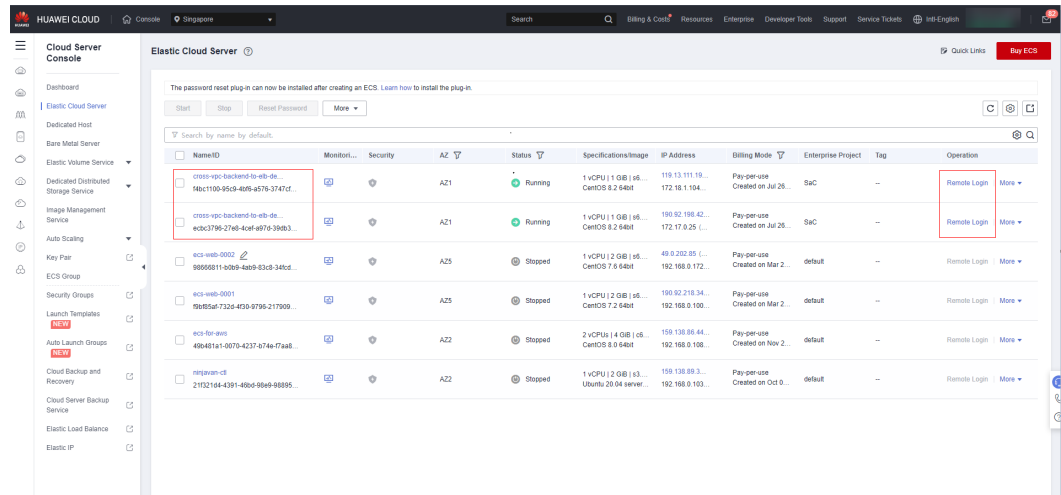 HUAWEI
HUAWEI CLOUD
Console
Singapore
Search
Billing & Costs
Resources
Enterprise
Developer Tools
Support
Service Tickets
Intl-English
Cloud Server Console
Elastic Cloud Server
Quick Links
Buy ECS
Dashboard
Elastic Cloud Server
Dedicated Host
Bare Metal Server
Elastic Volume Service
Dedicated Distributed Storage Service
Image Management Service
Auto Scaling
Key Pair
ECS Group
Security Groups
Launch Templates
NEW
Auto Launch Groups
NEW
Cloud Backup and Recovery
Cloud Server Backup Service
Elastic Load Balance
Elastic IP
The password reset plug-in can now be installed after creating an ECS. Learn how to install the plug-in.
Start
Stop
Reset Password
More
Search by name by default.
Name/ID Monitori... Security AZ Status Specifications/Image IP Address Billing Mode Enterprise Project Tag Operation
cross-vpc-backend-to-elb-de... 1 vCPU | 1 GiB | s6.... 119.13.111.19... Pay-per-use
f4bc1100-95c9-4bf6-a576-3747cf... AZ1 Running CentOS 8.2 64bit 172.18.1.104... Created on Jul 26... SaC -- Remote Login More
cross-vpc-backend-to-elb-de... 1 vCPU | 1 GiB | s6.... 190.92.198.42... Pay-per-use
ecbc3796-27e8-4cef-a97d-39db3... AZ1 Running CentOS 8.2 64bit 172.17.0.25 (... Created on Jul 26... SaC -- Remote Login More
ecs-web-0002 1 vCPU | 2 GiB | s6.... 49.0.202.85 (... Pay-per-use
98666811-b0b9-4ab9-83c8-34fcd... AZ5 Stopped CentOS 7.6 64bit 192.168.0.172... Created on Mar 2... default -- Remote Login More
ecs-web-0001 1 vCPU | 2 GiB | s6.... 190.92.218.34... Pay-per-use
f9bf85af-732d-4f30-9796-217909... AZ5 Stopped CentOS 7.2 64bit 192.168.0.100... Created on Mar 2... default -- Remote Login More
ecs-for-aws 2 vCPUs | 4 GiB | c6... 159.138.86.44... Pay-per-use
49b481a1-0070-4237-b74e-f7aa8... AZ2 Stopped CentOS 8.0 64bit 192.168.0.108... Created on Nov 2... default -- Remote Login More
ninjavan-ctl 1 vCPU | 2 GiB | s3.... 159.138.89.3... Pay-per-use
21f321d4-4391-46bd-98e9-98895... AZ2 Stopped Ubuntu 20.04 server... 192.168.0.103... Created on Oct 0... default -- Remote Login More